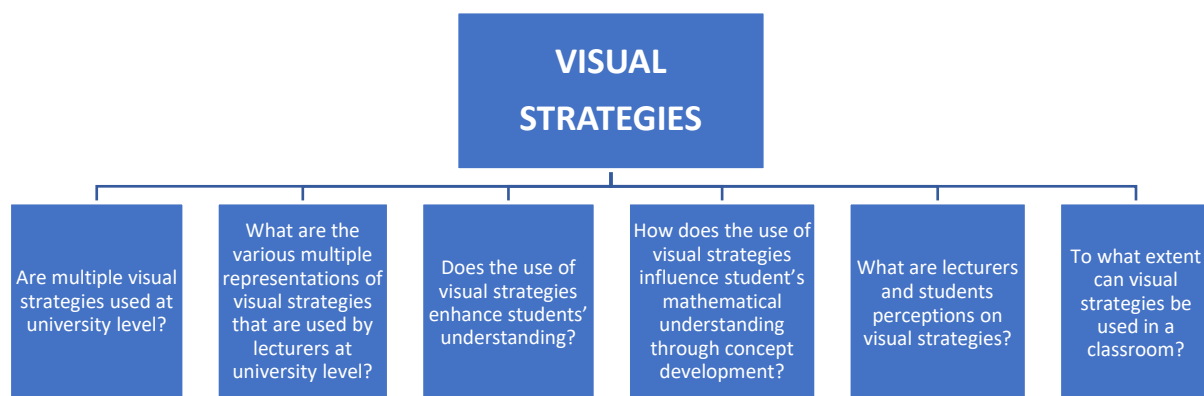 VISUAL
STRATEGIES
Are multiple visual
strategies used at
university level?
What are the
various multiple
representations of
visual strategies
that are used by
lecturers at
university level?
Does the use of
visual strategies
enhance students’
understanding?
How does the use of
visual strategies
influence student’s
mathematical
understanding
through concept
development?
What are lecturers
and students
perceptions on
visual strategies?
To what extent
can visual
strategies be
used in a
classroom?